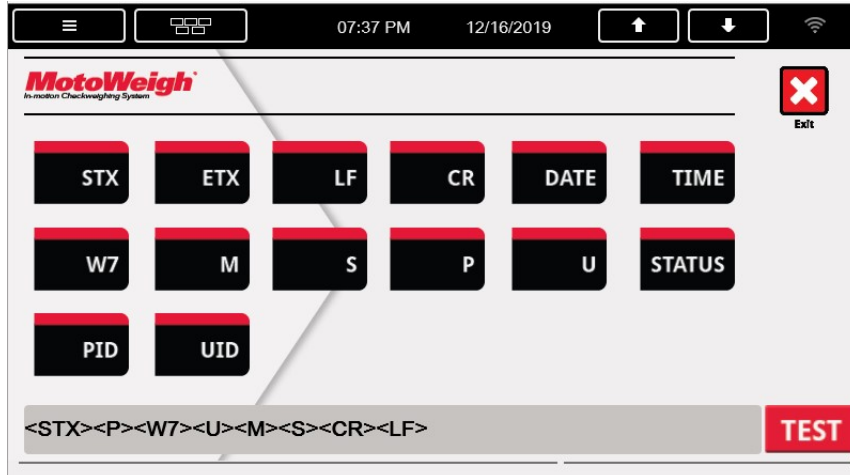 07:37 PM 12/16/2019
MotoWeigh
In-motion Checkweighing System
Exit
STX ETX LF CR DATE TIME
W7 M S P U STATUS
PID UID
<STX><P><W7><U><M><S><CR><LF> TEST